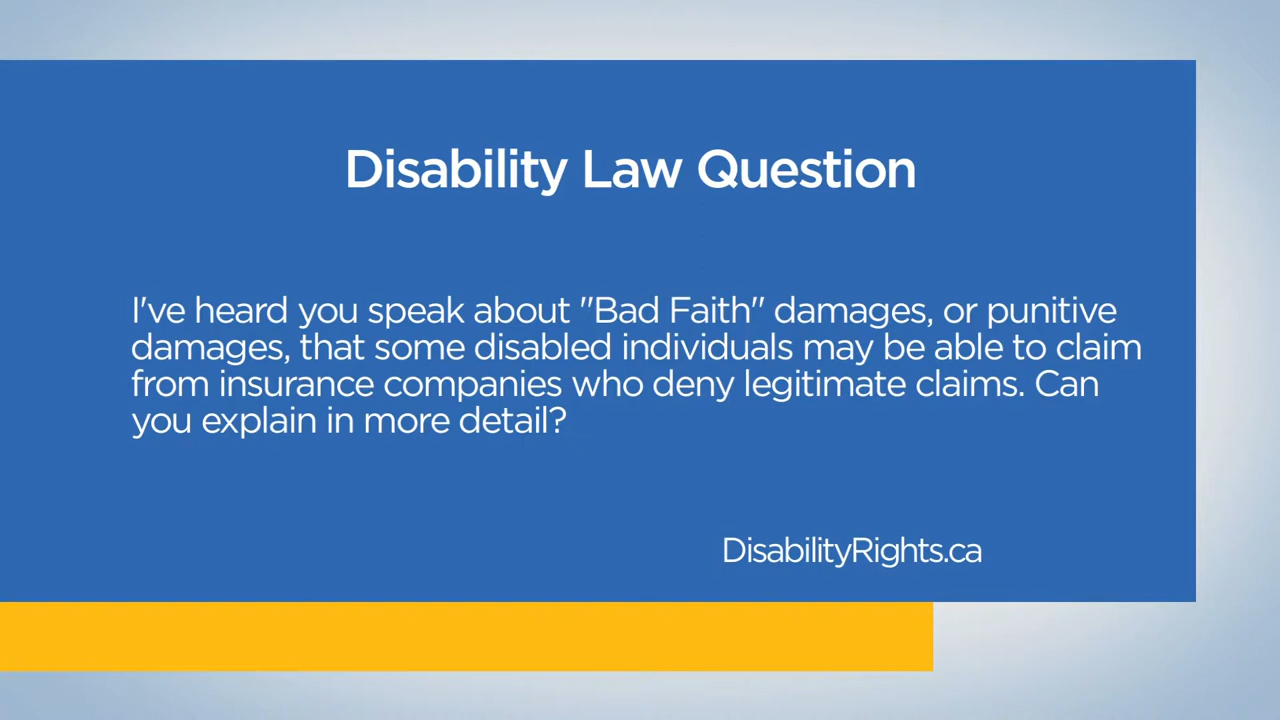 Disability Law Question
I've heard you speak about "Bad Faith" damages, or punitive
damages, that some disabled individuals may be able to claim
from insurance companies who deny legitimate claims. Can
you explain in more detail?
DisabilityRights.ca